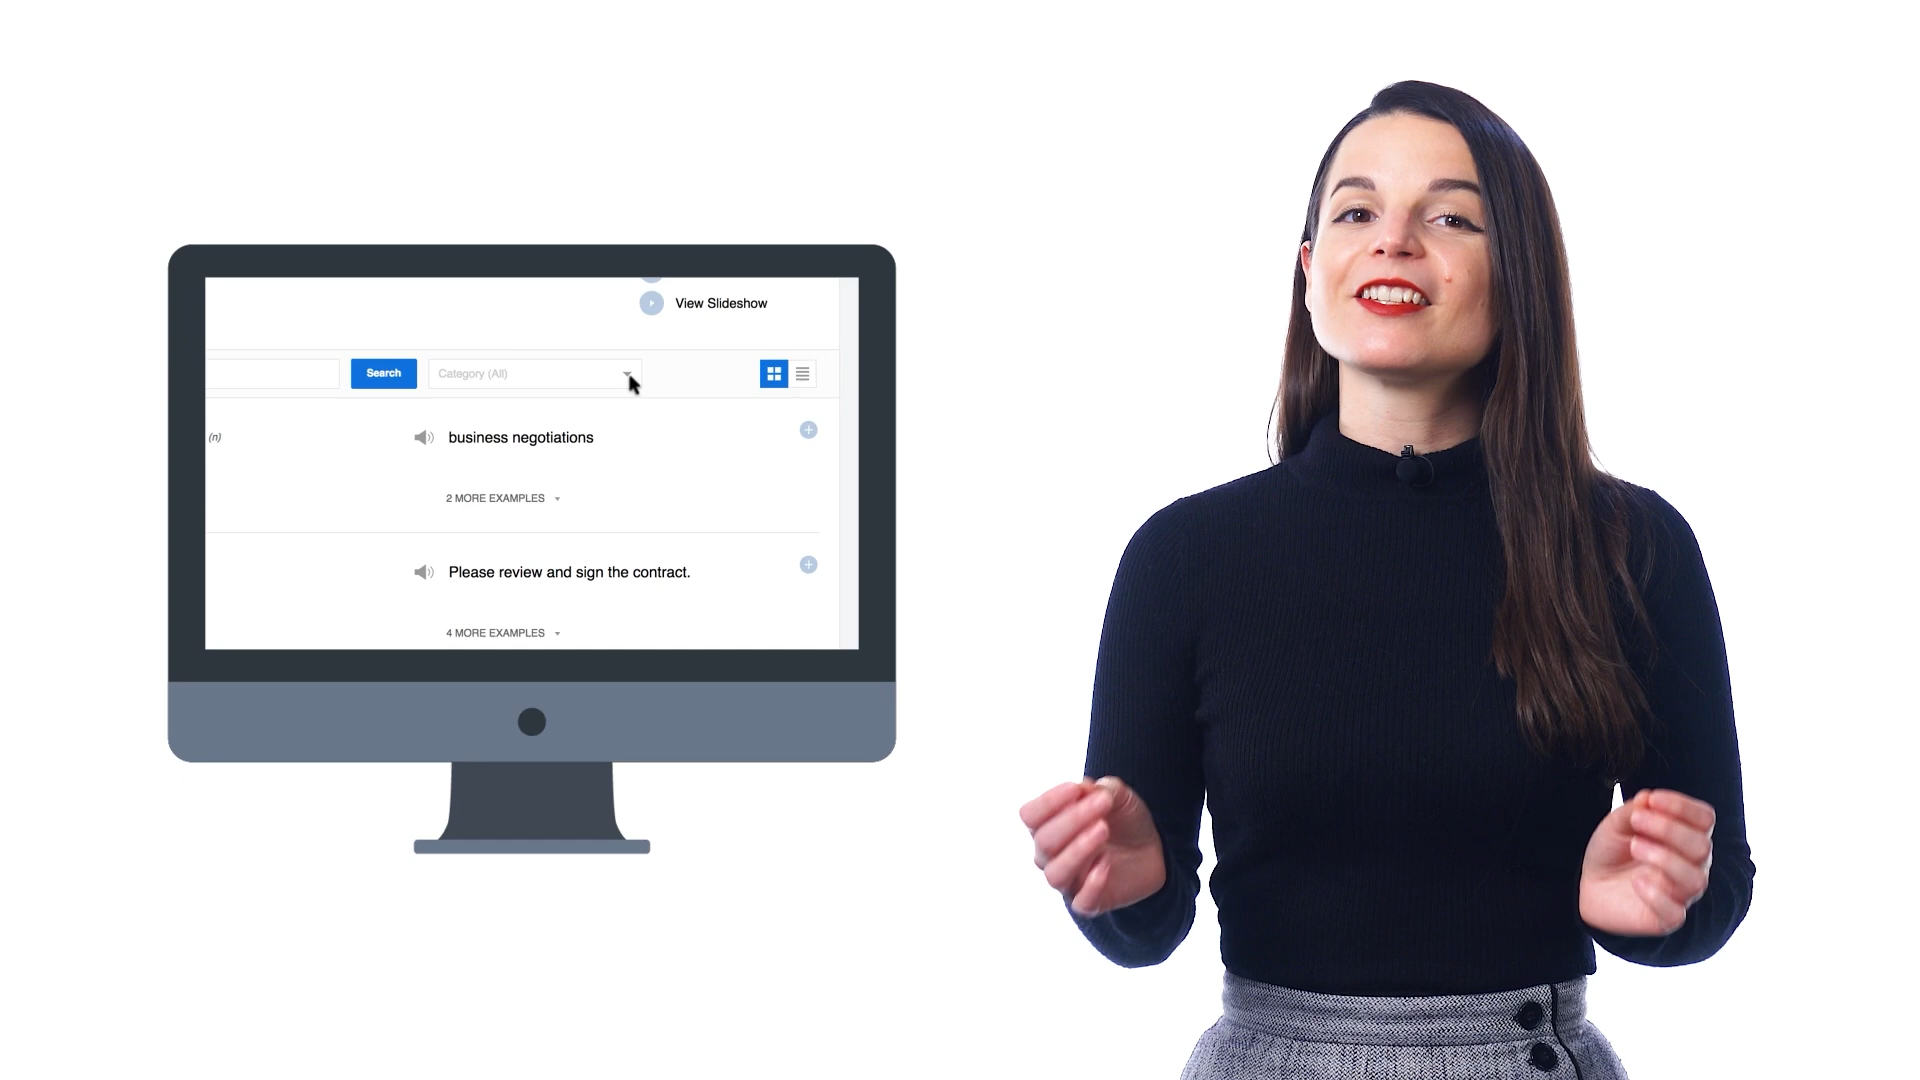 View Slideshow
Search
Category (All)
(n)
business negotiations
2 MORE EXAMPLES
Please review and sign the contract.
4 MORE EXAMPLES